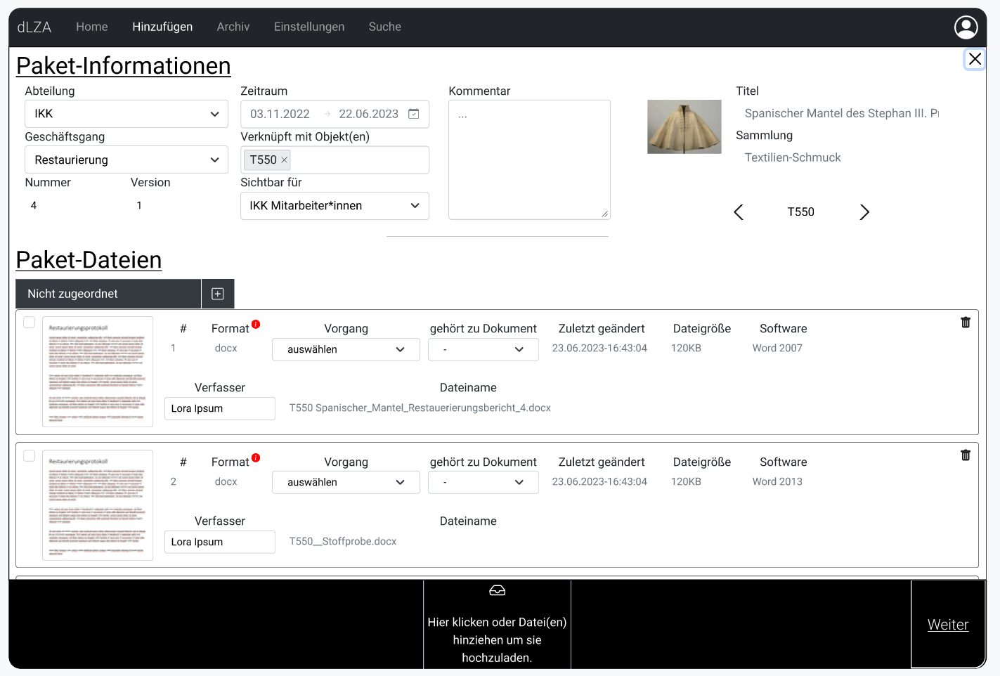 dLZA Home Hinzufügen Archiv Einstellungen Suche
Paket-Informationen
Abteilung
IKK
Geschäftsgang
Restaurierung
Nummer Version
4 1
Zeitraum
03.11.2022 → 22.06.2023
Verknüpft mit Objekt(en)
T550 ×
Sichtbar für
IKK Mitarbeiter*innen
Kommentar
...
Titel
Spanischer Mantel des Stephan III. Pr
Sammlung
Textilien-Schmuck
T550
Paket-Dateien
Nicht zugeordnet
Restaurierungsprotokoll
# Format Vorgang gehört zu Dokument Zuletzt geändert Dateigröße Software
1 docx auswählen - 23.06.2023-16:43:04 120KB Word 2007
Verfasser Dateiname
Lora Ipsum T550 Spanischer_Mantel_Restauerierungsbericht_4.docx
Restaurierungsprotokoll
# Format Vorgang gehört zu Dokument Zuletzt geändert Dateigröße Software
2 docx auswählen - 23.06.2023-16:43:04 120KB Word 2013
Verfasser Dateiname
Lora Ipsum T550__Stoffprobe.docx
Hier klicken oder Datei(en)
hinziehen um sie
hochzuladen.
Weiter